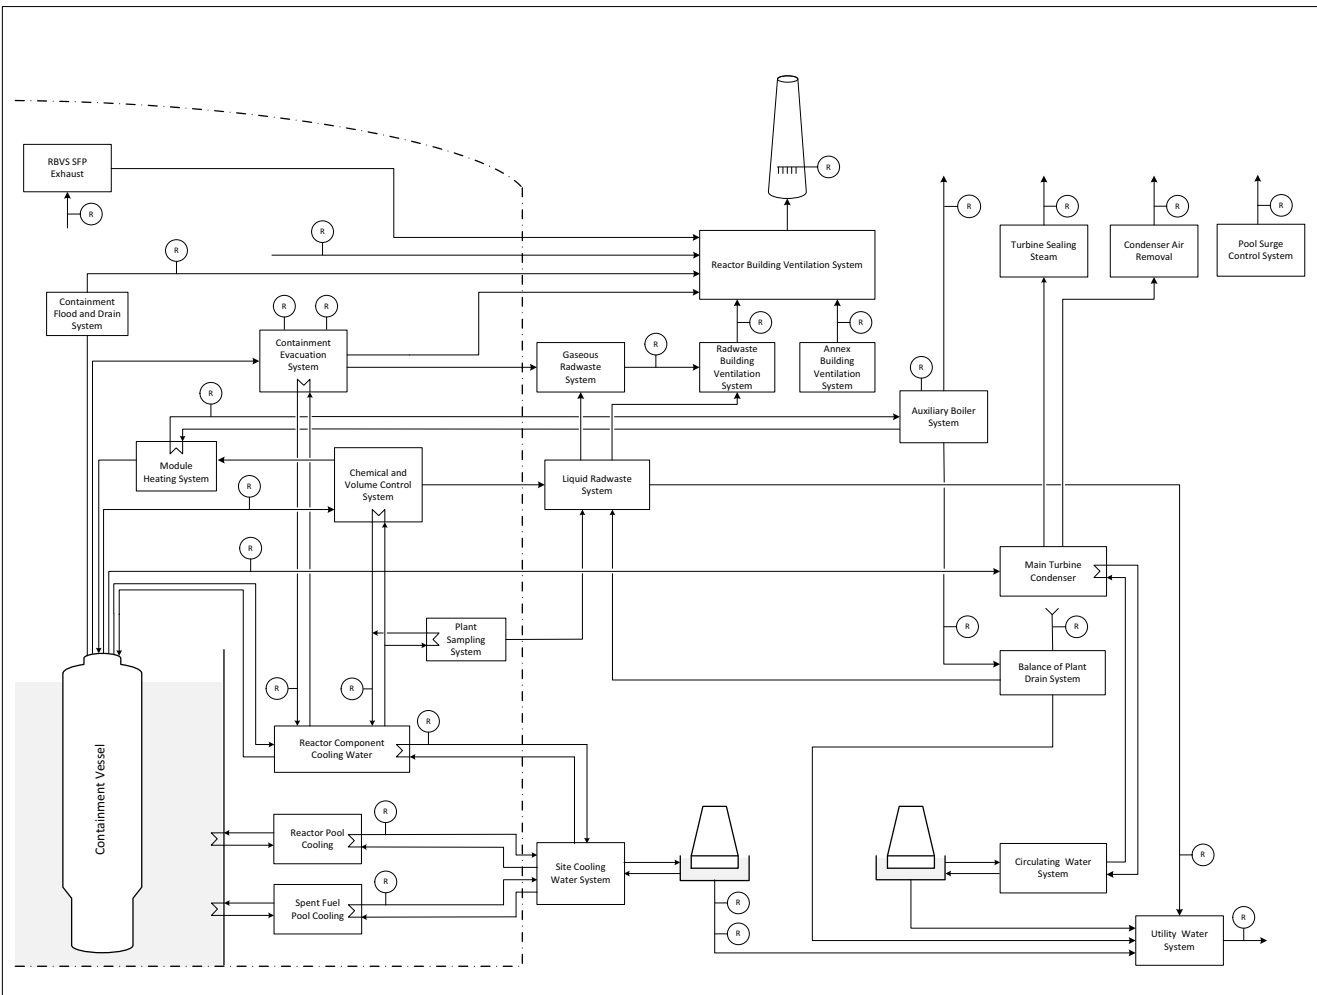 R
RBVS SFP
Exhaust
R
R
R
R
Turbine Sealing
Steam
R
Condenser Air
Removal
R
Pool Surge
Control System
R
R
Reactor Building Ventilation System
Containment
Flood and Drain
System
R
R
Containment
Evacuation
System
Gaseous
Radwaste
System
R
R
Radwaste
Building
Ventilation
System
R
Annex
Building
Ventilation
System
R
R
Auxiliary Boiler
System
Module
Heating System
Chemical and
Volume Control
System
Liquid Radwaste
System
R
R
Main Turbine
Condenser
Plant
Sampling
System
R
R
Balance of Plant
Drain System
R
R
R
Reactor Component
Cooling Water
Containment Vessel
R
Reactor Pool
Cooling
Site Cooling
Water System
Circulating Water
System
R
R
Spent Fuel
Pool Cooling
R
R
R
Utility Water
System